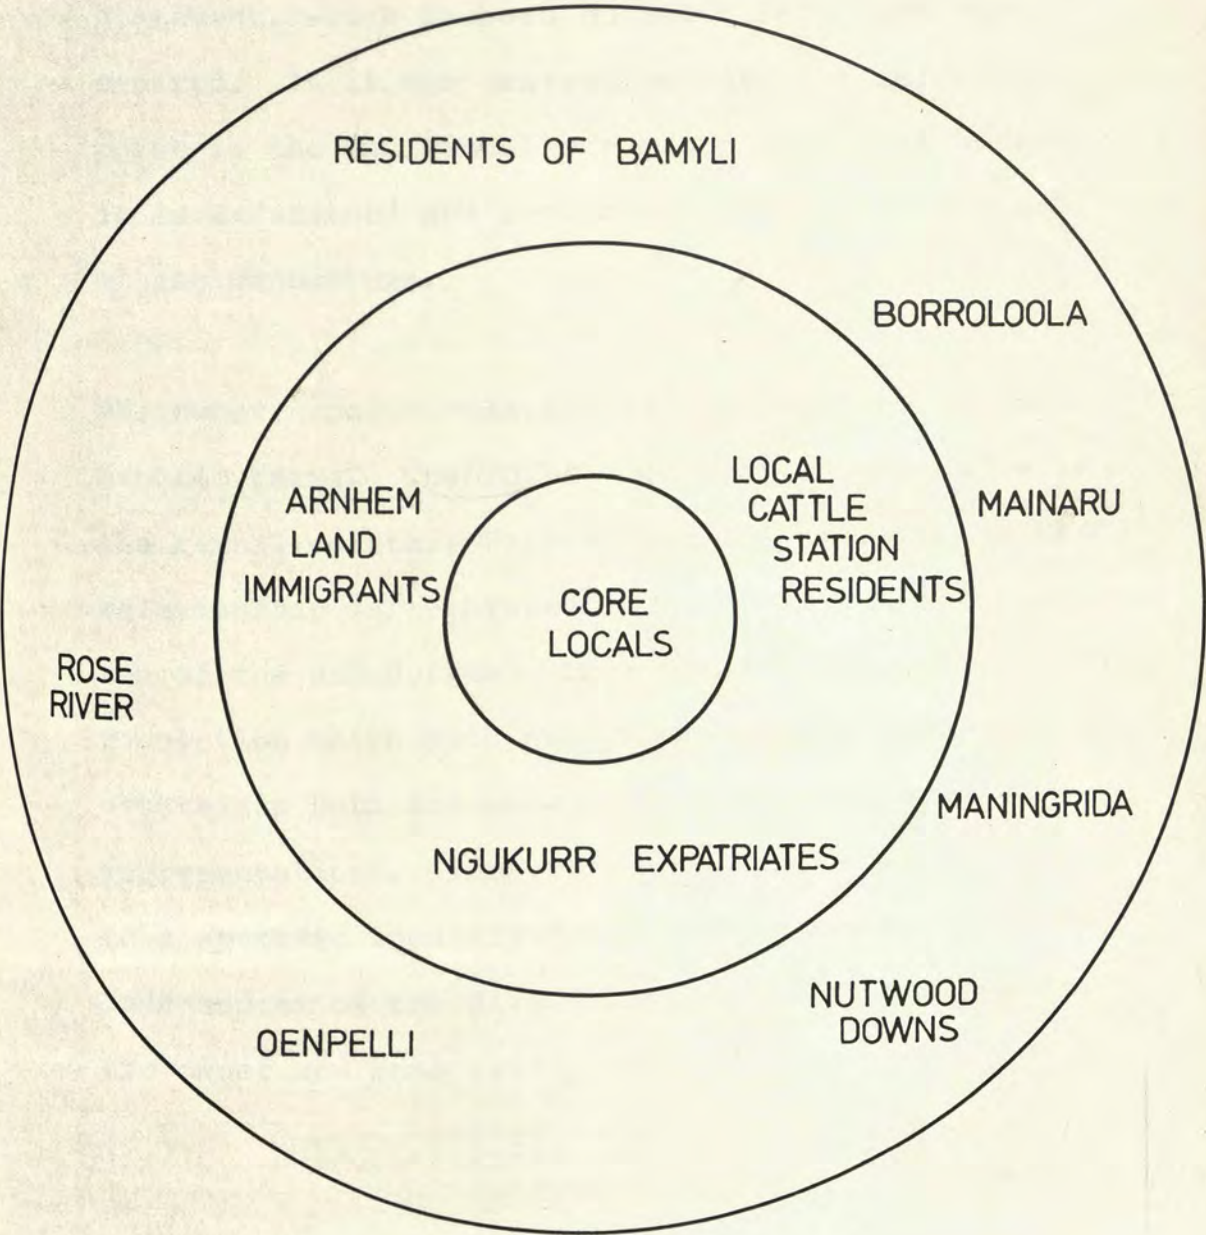 RESIDENTS OF BAMYLI
BORROLOOLA
LOCAL
CATTLE
STATION
RESIDENTS
MAINARU
ARNHEM
LAND
IMMIGRANTS
CORE
LOCALS
ROSE
RIVER
MANINGRIDA
NGUKURR EXPATRIATES
NUTWOOD
DOWNS
OENPELLI